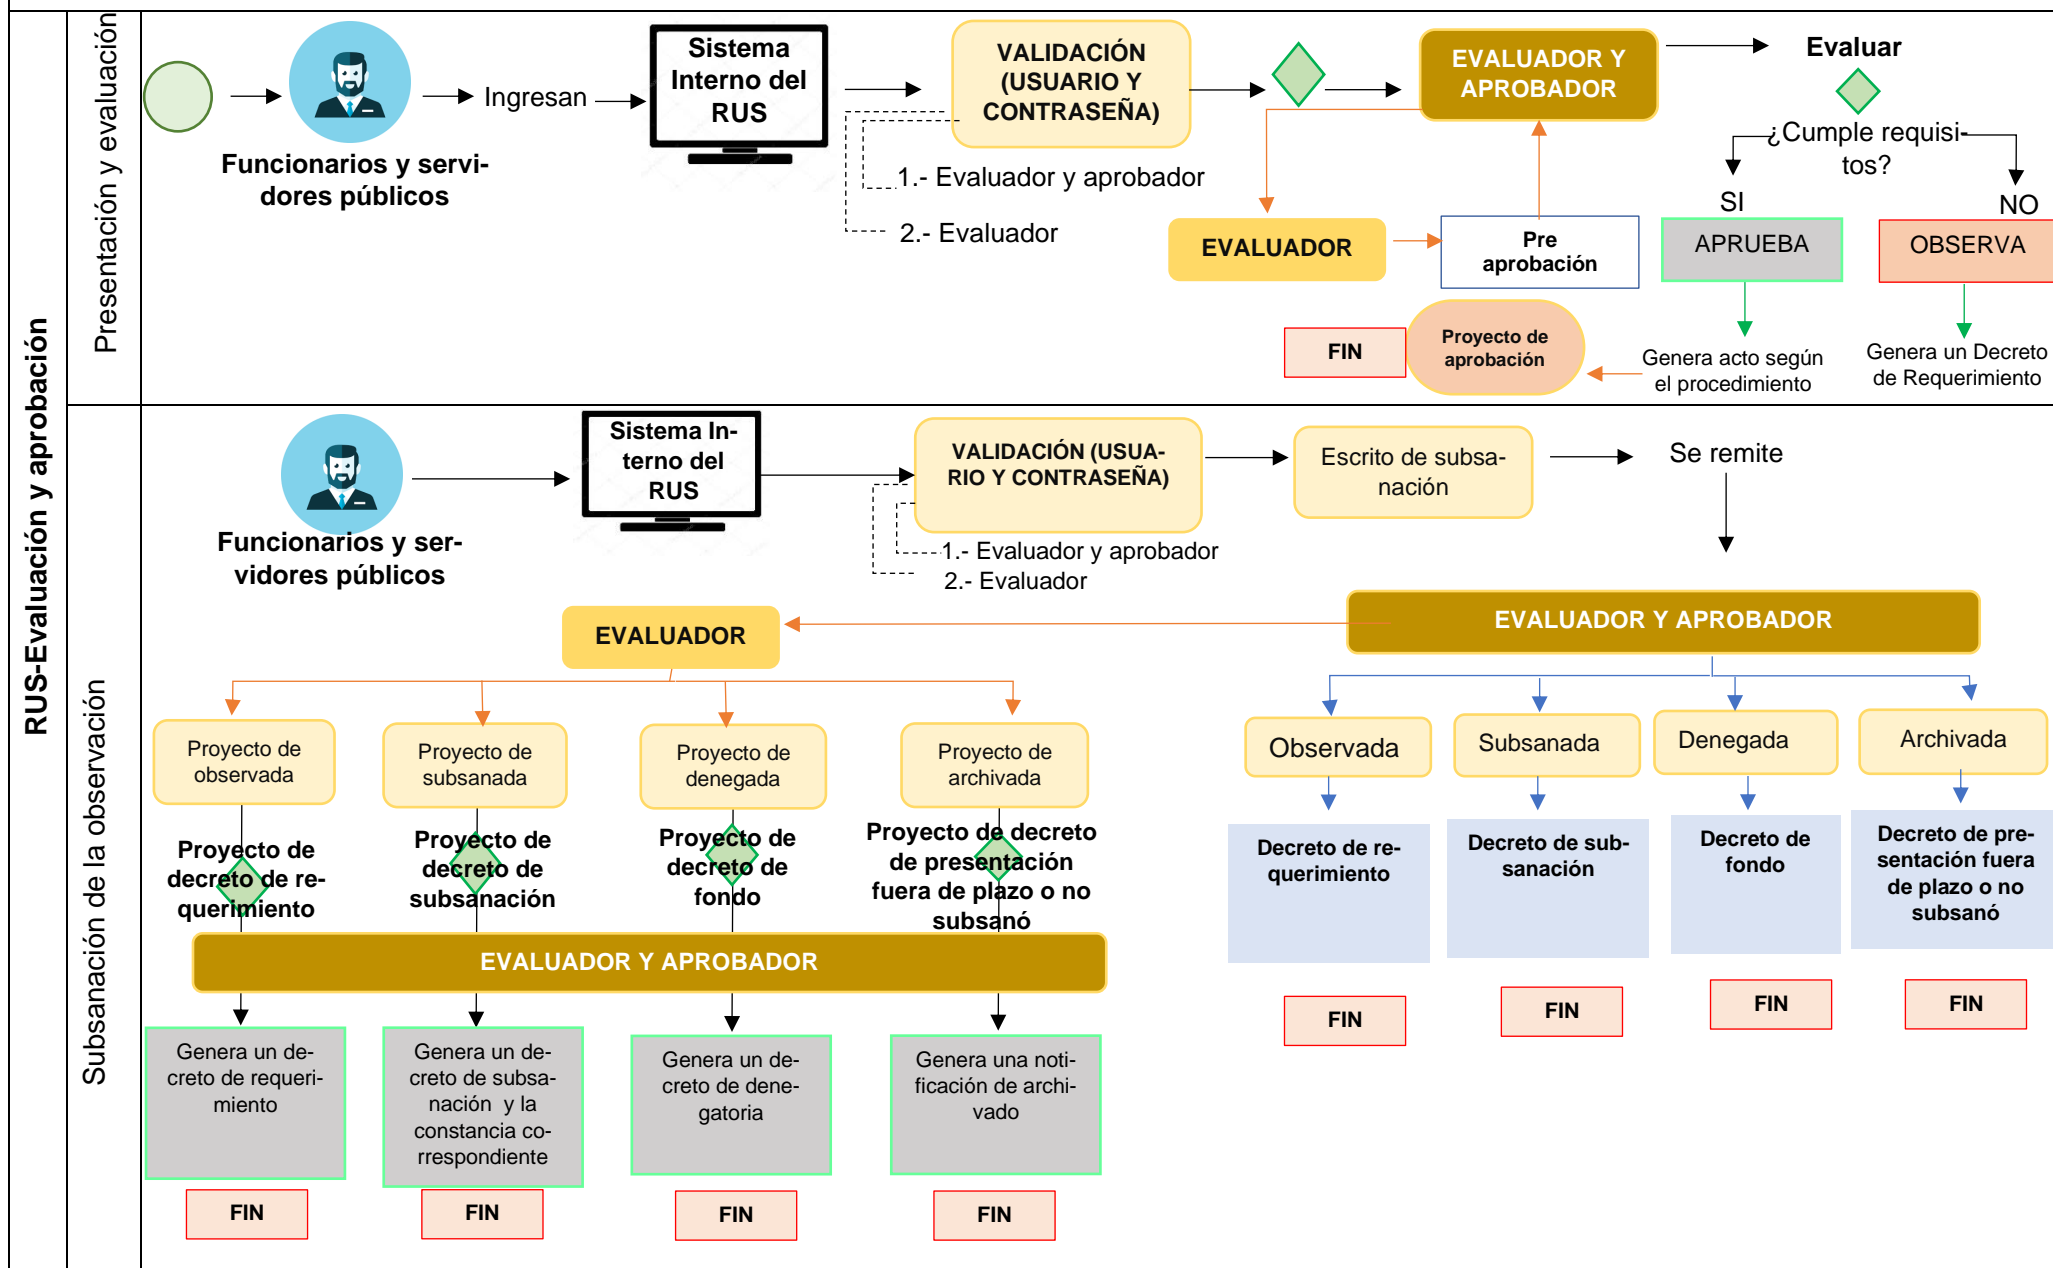 RUS-Evaluación y aprobación
Presentación y evaluación
Funcionarios y servi-
dores públicos
Ingresan
Sistema
Interno del
RUS
VALIDACIÓN
(USUARIO Y
CONTRASEÑA)
1.- Evaluador y aprobador
2.- Evaluador
EVALUADOR Y
APROBADOR
EVALUADOR
Pre
aprobación
Evaluar
¿Cumple requisi-
tos?
SI
NO
APRUEBA
OBSERVA
Genera acto según
el procedimiento
Genera un Decreto
de Requerimiento
Proyecto de
aprobación
FIN
Subsanación de la observación
Funcionarios y ser-
vidores públicos
Sistema In-
terno del
RUS
VALIDACIÓN (USUA-
RIO Y CONTRASEÑA)
1.- Evaluador y aprobador
2.- Evaluador
Escrito de subsa-
nación
Se remite
EVALUADOR Y APROBADOR
EVALUADOR
Proyecto de
observada
Proyecto de
subsanada
Proyecto de
denegada
Proyecto de
archivada
Proyecto de
decreto de re-
querimiento
Proyecto de
decreto de
subsanación
Proyecto de
decreto de
fondo
Proyecto de decreto
de presentación
fuera de plazo o no
subsanó
EVALUADOR Y APROBADOR
Genera un de-
creto de requeri-
miento
Genera un de-
creto de subsa-
nación y la
constancia co-
rrespondiente
Genera un de-
creto de dene-
gatoria
Genera una noti-
ficación de archi-
vado
FIN
FIN
FIN
FIN
Observada
Subsanada
Denegada
Archivada
Decreto de re-
querimiento
Decreto de sub-
sanación
Decreto de
fondo
Decreto de pre-
sentación fuera
de plazo o no
subsanó
FIN
FIN
FIN
FIN